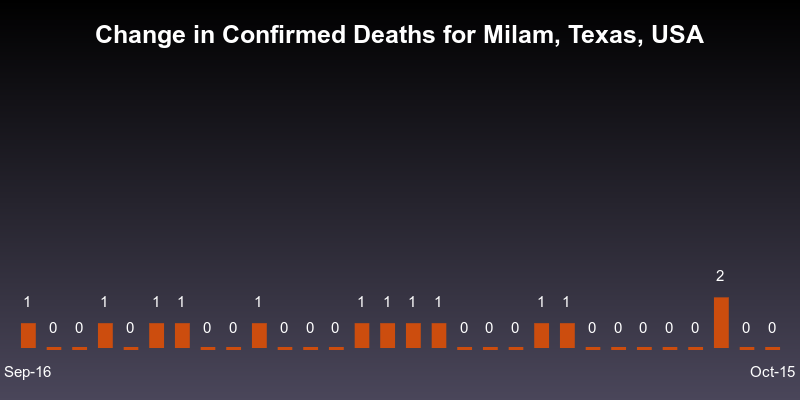 Change in Confirmed Deaths for Milam, Texas, USA
2
1 1 1 1 1 1 1 1 1 1 1
0 0 0 0 0 0 0 0 0 0 0 0 0 0 0 0 0 0
Sep-16 Oct-15